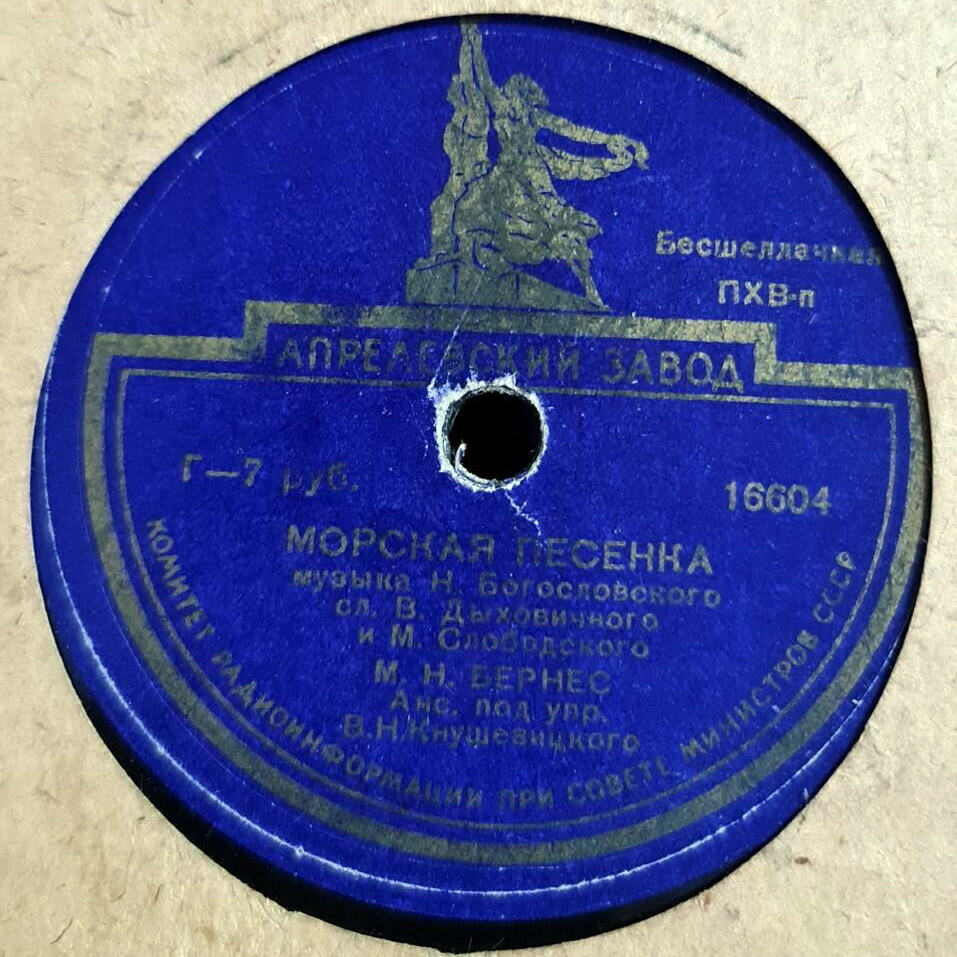 Бесшеллачная
ПХВ-п
АПРЕЛЕВСКИЙ ЗАВОД
Г—7 руб.
16604
МОРСКАЯ ПЕСЕНКА
музыка Н. Богословского
сл. В. Дыховичного
и М. Слободского
М. Н. БЕРНЕС
Анс. под упр.
В.Н.Кнушевицкого
КОМИТЕТ РАДИОИНФОРМАЦИИ ПРИ СОВЕТЕ МИНИСТРОВ СССР